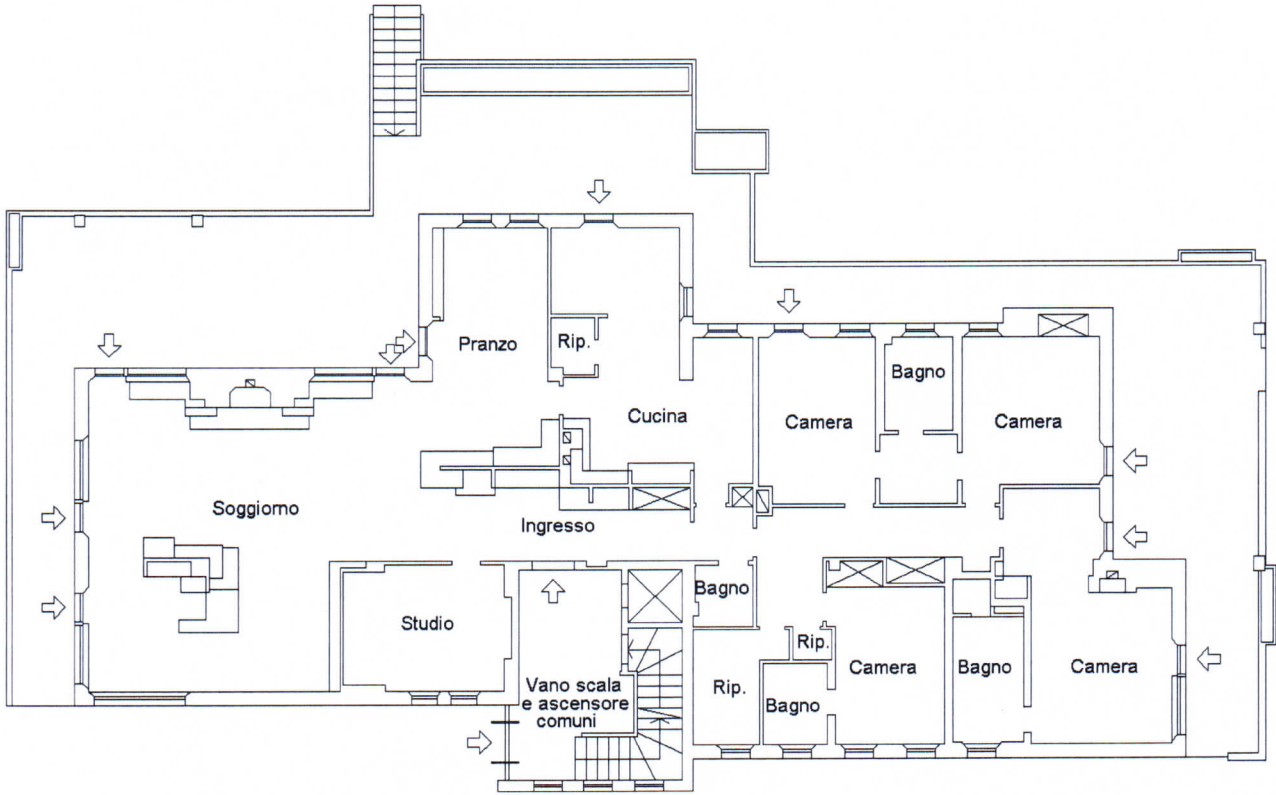 Pranzo
Rip.
Bagno
Cucina
Camera
Camera
Soggiorno
Ingresso
Bagno
Studio
Rip.
Camera
Bagno
Camera
Rip.
Bagno
Vano scala
e ascensore
comuni